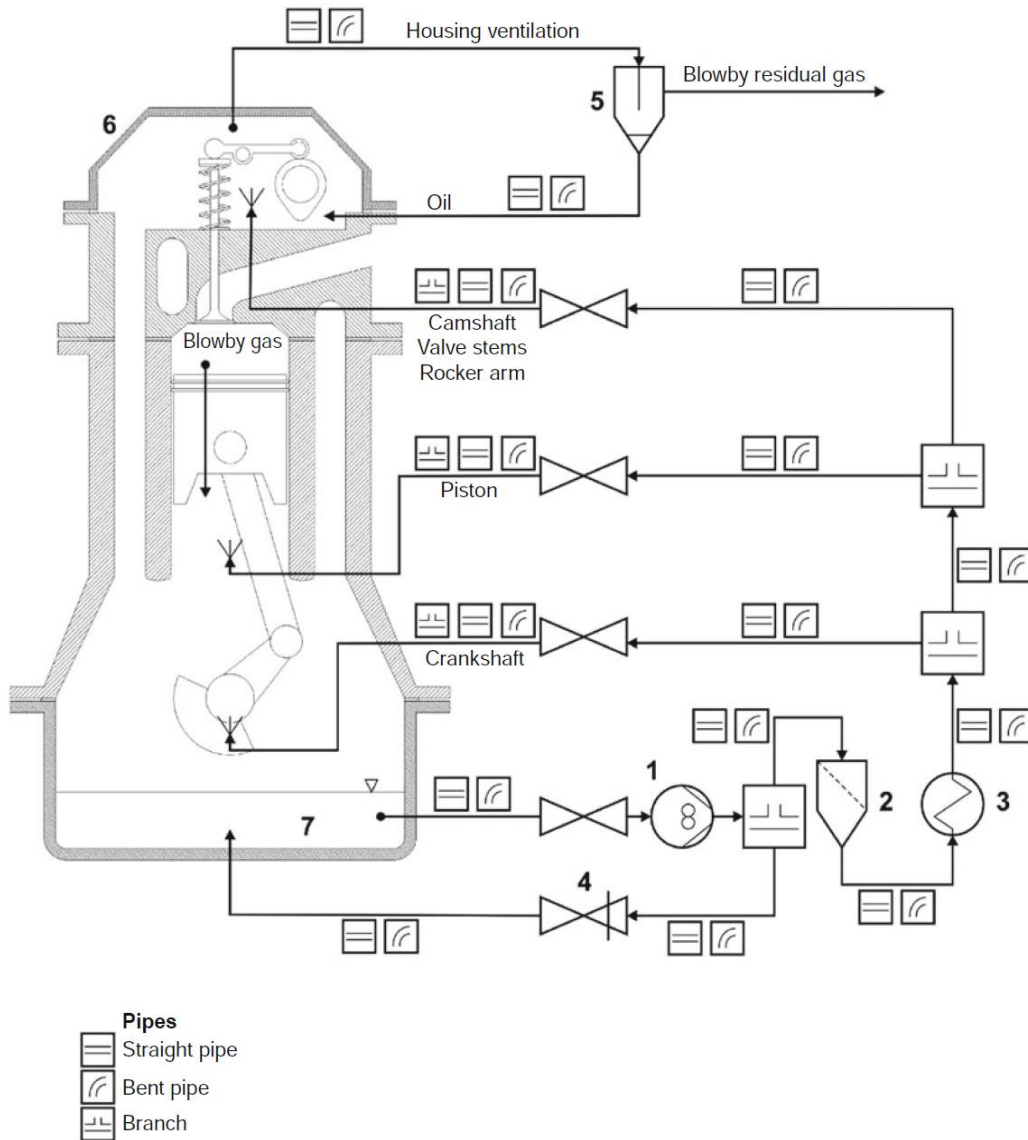 Housing ventilation
Blowby residual gas
5
6
Oil
Camshaft
Valve stems
Rocker arm
Blowby gas
Piston
Crankshaft
1
2
3
7
4
Pipes
Straight pipe
Bent pipe
Branch